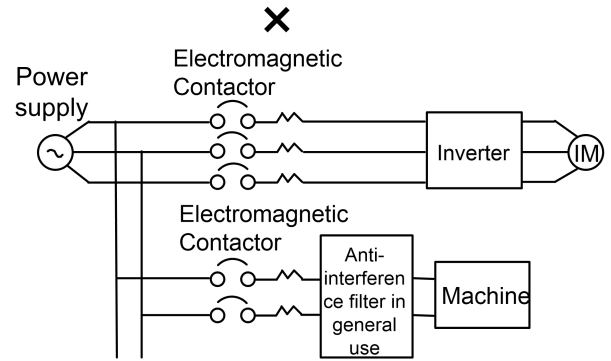 Electromagnetic
Contactor
Power
supply
Inverter
IM
Electromagnetic
Contactor
Anti-
interferen
ce filter in
general
use
Machine